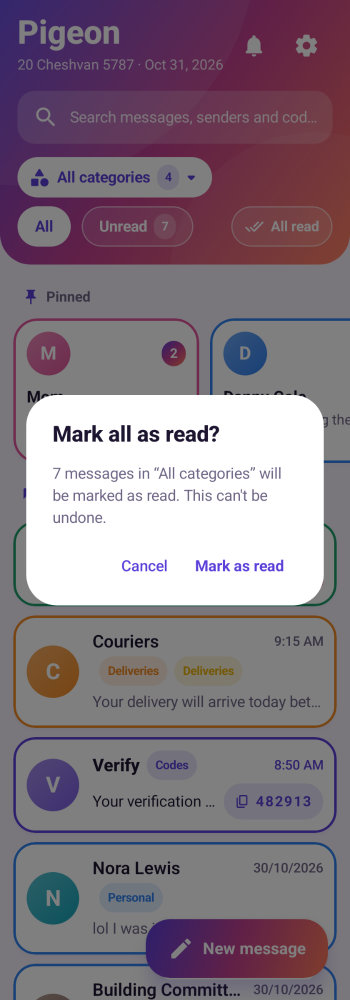 Pigeon
20 Cheshvan 5787 · Oct 31, 2026
Search messages, senders and cod…
All categories 4
All
Unread 7
All read
Pinned
M
2
D
Mark all as read?
7 messages in “All categories” will
be marked as read. This can't be
undone.
Cancel
Mark as read
C
Couriers
9:15 AM
Deliveries
Deliveries
Your delivery will arrive today bet…
V
Verify
Codes
8:50 AM
Your verification …
482913
N
Nora Lewis
30/10/2026
Personal
lol I was
New message
Building Committ…
30/10/2026